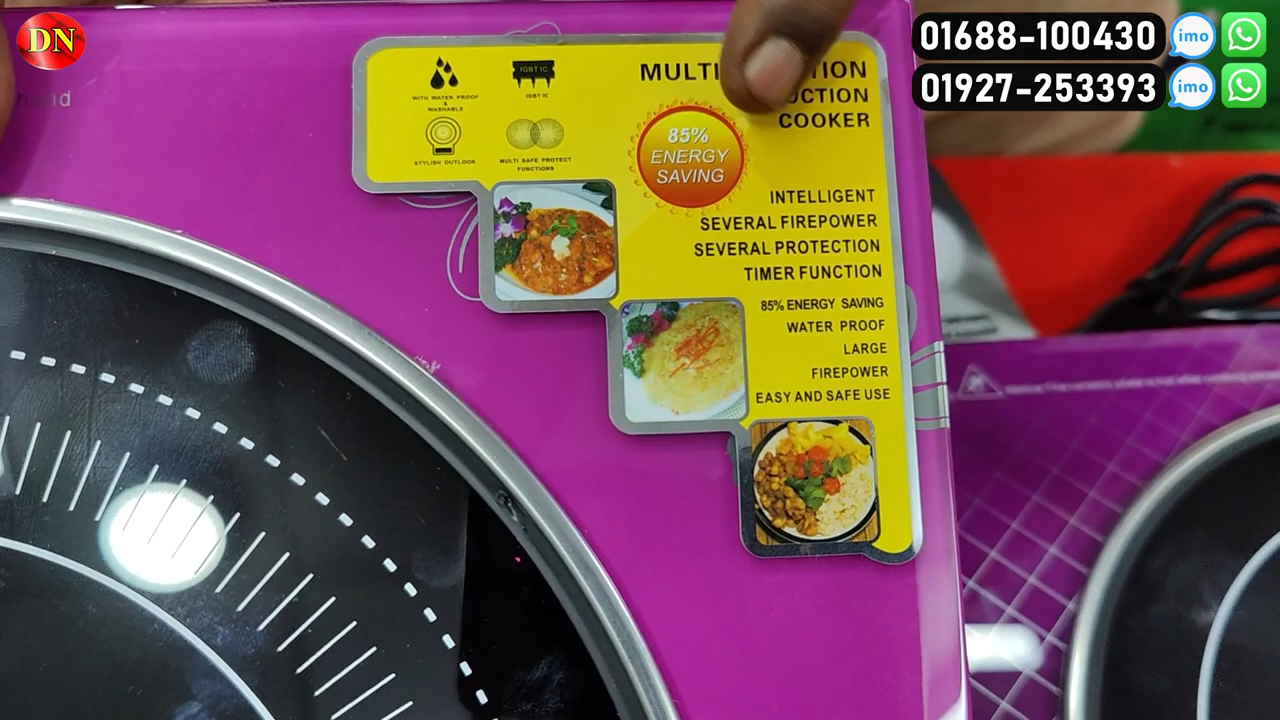 DN
01688-100430 imo
01927-253393 imo
WITH WATER PROOF
&
WASHABLE
IGBT IC
IGBT IC
STYLISH OUTLOOK
MULTI SAFE PROTECT
FUNCTIONS
COOKER
85%
ENERGY
SAVING
INTELLIGENT
SEVERAL FIREPOWER
SEVERAL PROTECTION
TIMER FUNCTION
85% ENERGY SAVING
WATER PROOF
LARGE
FIREPOWER
EASY AND SAFE USE